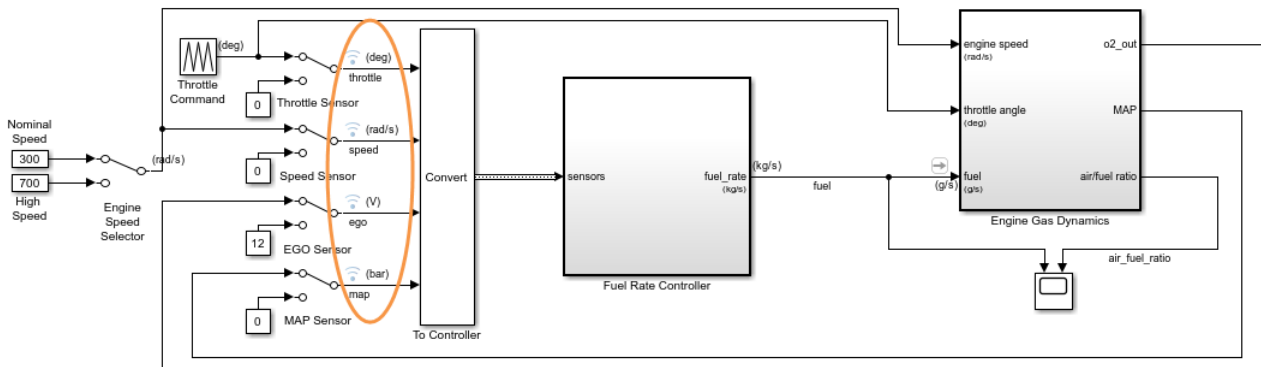 (deg)
Throttle
Command
0
Throttle Sensor
(deg)
throttle
Nominal
Speed
300
700
High
Speed
(rad/s)
Engine
Speed
Selector
0
Speed Sensor
(rad/s)
speed
12
EGO Sensor
(V)
ego
0
MAP Sensor
(bar)
map
Convert
To Controller
sensors
fuel_rate
(kg/s)
Fuel Rate Controller
(kg/s)
fuel
(g/s)
engine speed
(rad/s)
throttle angle
(deg)
fuel
(g/s)
o2_out
MAP
air/fuel ratio
Engine Gas Dynamics
air_fuel_ratio